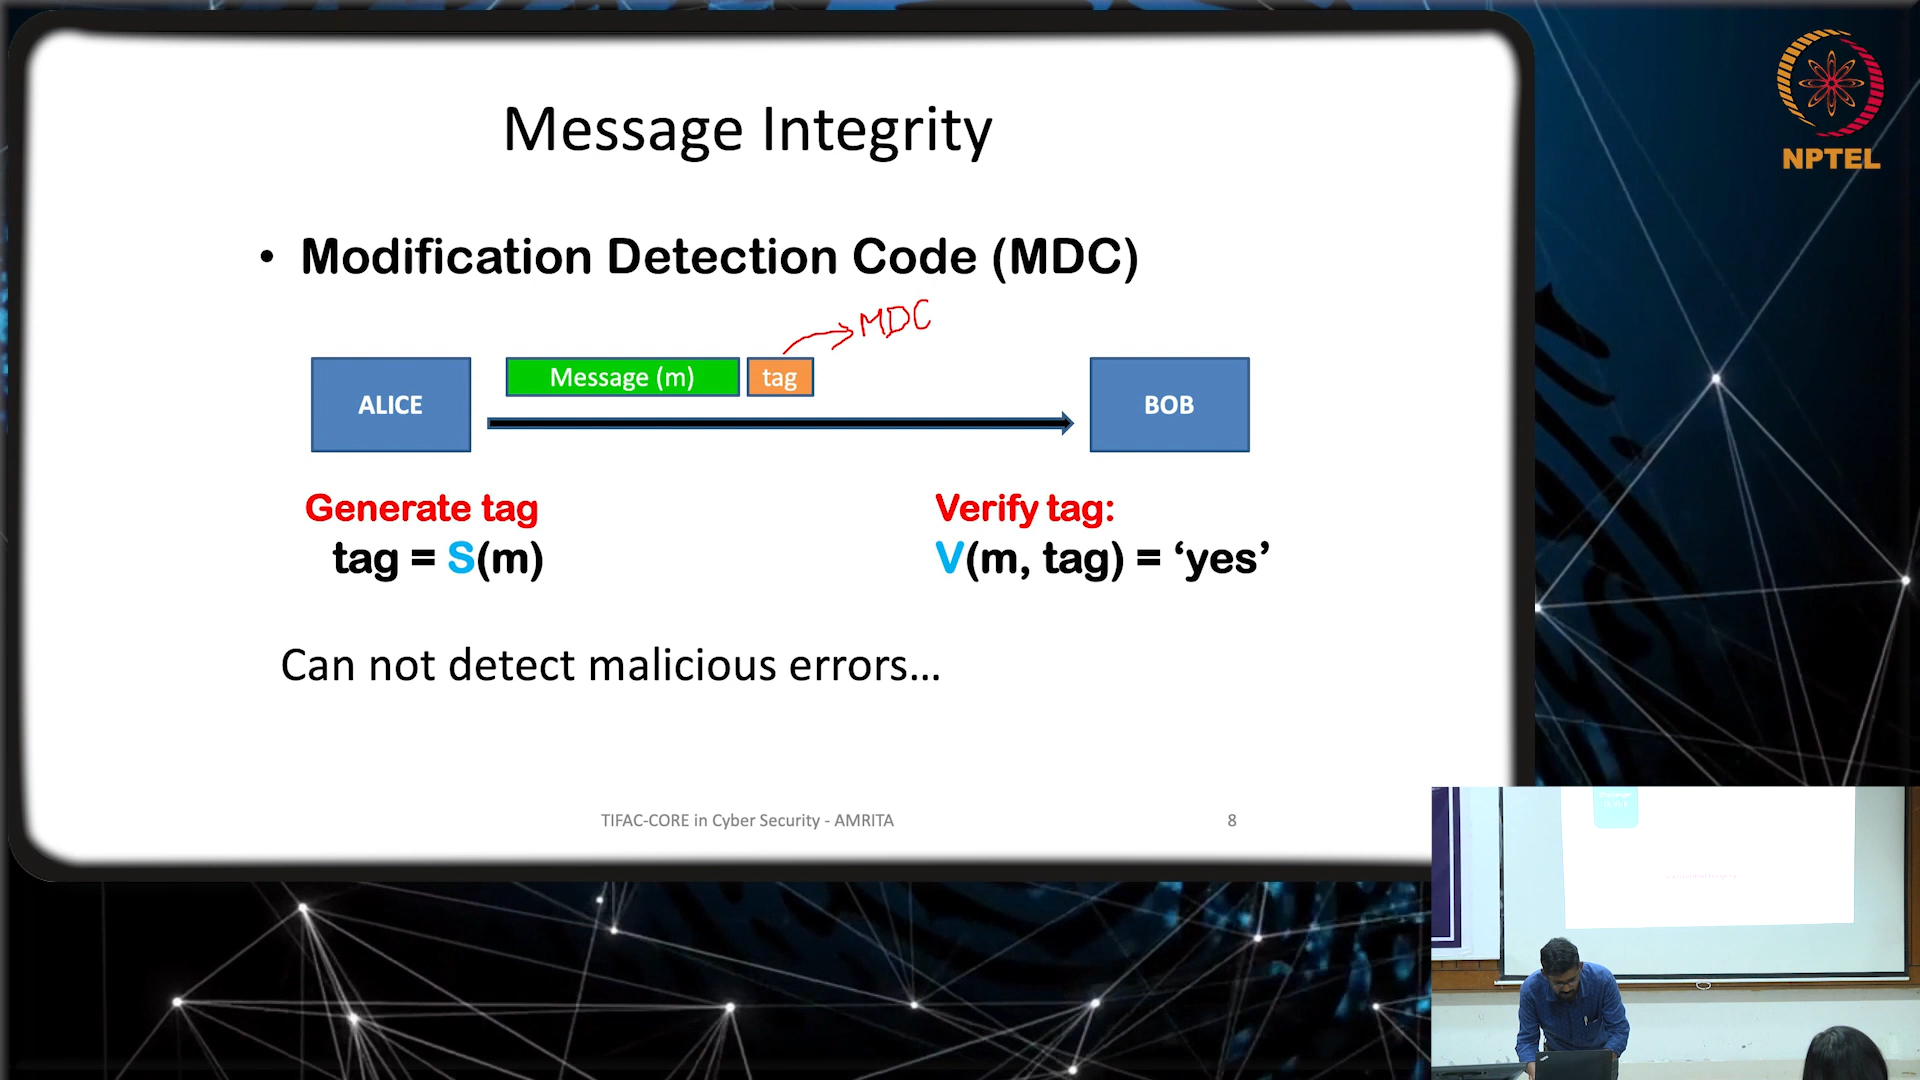 Message Integrity
• Modification Detection Code (MDC)
MDC
ALICE
Message (m)
tag
BOB
Generate tag
tag = S(m)
Verify tag:
V(m, tag) = ‘yes’
Can not detect malicious errors...
TIFAC-CORE in Cyber Security - AMRITA
8
NPTEL